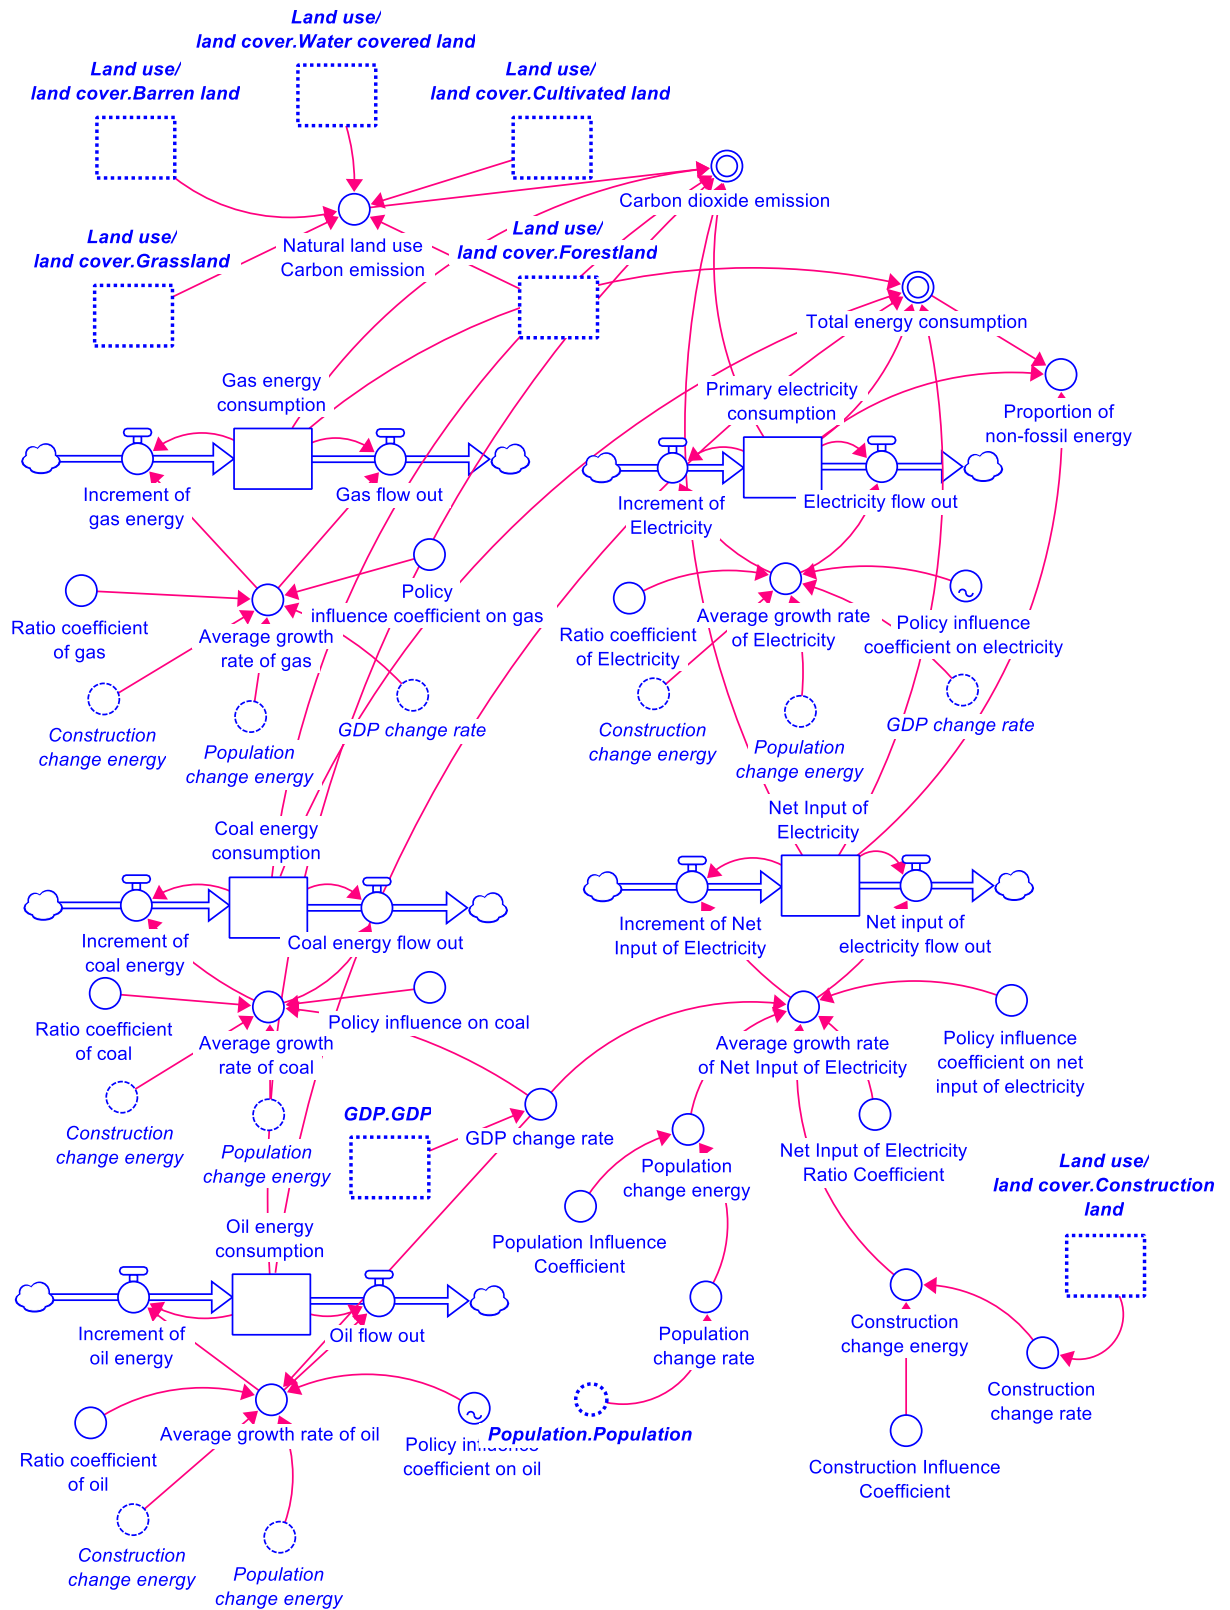 Land use/
land cover.Water covered land
Land use/
land cover.Barren land
Land use/
land cover.Cultivated land
Carbon dioxide emission
Land use/
land cover.Grassland
Natural land use
Carbon emission
Land use/
land cover.Forestland
Total energy consumption
Gas energy
consumption
Primary electricity
consumption
Proportion of
non-fossil energy
Increment of
gas energy
Gas flow out
Increment of
Electricity
Electricity flow out
Ratio coefficient
of gas
Average growth
rate of gas
Policy
influence coefficient on gas
Ratio coefficient
of Electricity
Average growth rate
of Electricity
Policy influence
coefficient on electricity
Construction
change energy
Population
change energy
GDP change rate
Construction
change energy
Population
change energy
GDP change rate
Coal energy
consumption
Net Input of
Electricity
Increment of
coal energy
Coal energy flow out
Increment of Net
Input of Electricity
Net input of
electricity flow out
Ratio coefficient
of coal
Average growth
rate of coal
Policy influence on coal
Average growth rate
of Net Input of Electricity
Policy influence
coefficient on net
input of electricity
Construction
change energy
Population
change energy
GDP.GDP
GDP change rate
Population
change energy
Net Input of Electricity
Ratio Coefficient
Land use/
land cover.Construction
land
Oil energy
consumption
Population Influence
Coefficient
Increment of
oil energy
Oil flow out
Population
change rate
Construction
change energy
Construction
change rate
Ratio coefficient
of oil
Average growth rate of oil
Policy influence
coefficient on oil
Population.Population
Construction Influence
Coefficient
Construction
change energy
Population
change energy